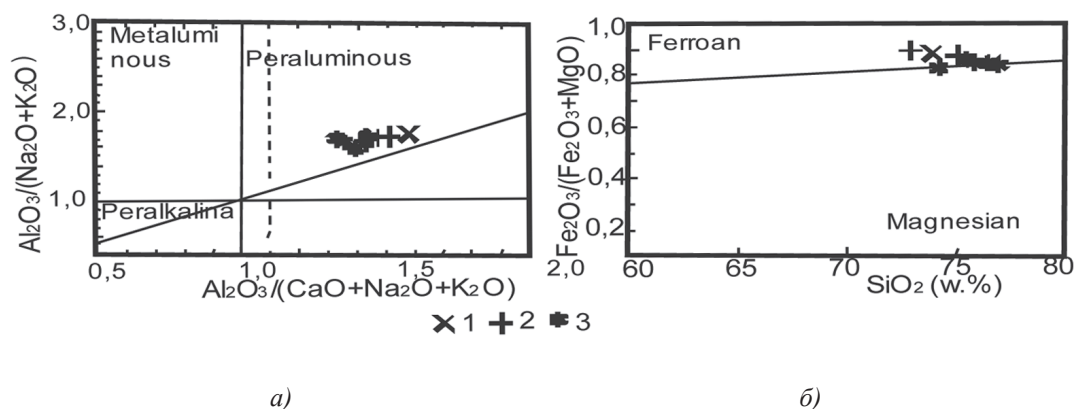 3,0
2,0
1,0
Al2O3/(Na2O+K2O)
Metalumi
nous
Peraluminous
Peralkalina
0,5
1,0
1,5
2,0
Al2O3/(CaO+Na2O+K2O)
1,0
0,8
0,6
0,4
0,2
Fe2O3/(Fe2O3+MgO)
Ferroan
Magnesian
60
65
70
75
80
SiO2 (w.%)
1 2 3
а)
б)